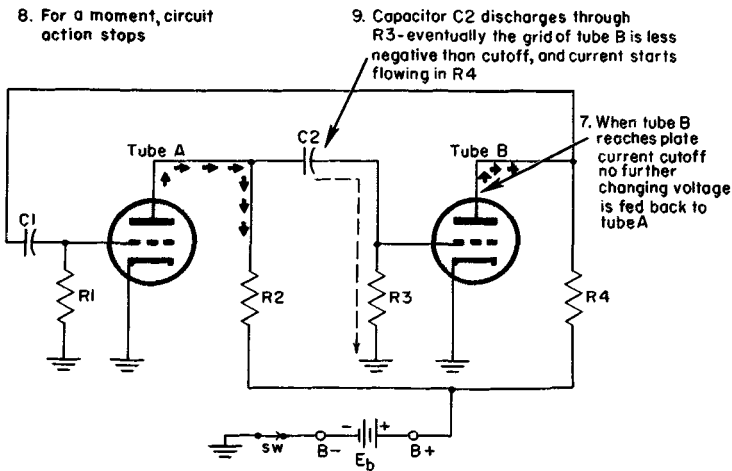 8. For a moment, circuit
action stops
9. Capacitor C2 discharges through
R3-eventually the grid of tube B is less
negative than cutoff, and current starts
flowing in R4
7. When tube B
reaches plate
current cutoff
no further
changing voltage
is fed back to
tube A
Tube A
C2
Tube B
C1
R1
R2
R3
R4
- +
SW
B-
Eb
B+